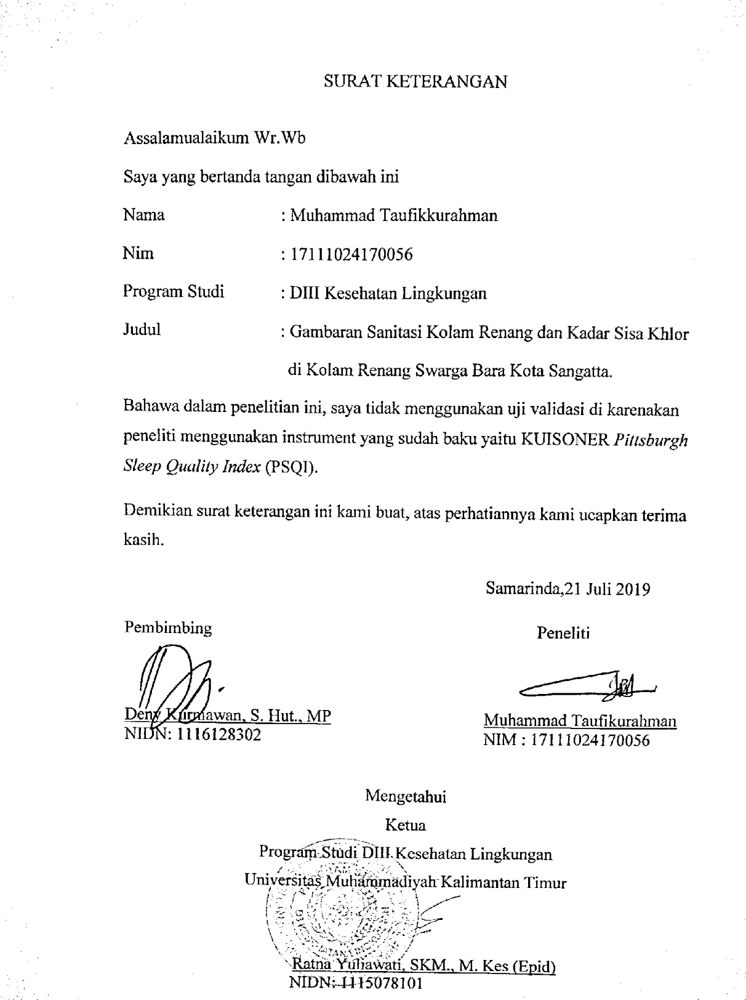 SURAT KETERANGAN
Assalamualaikum Wr.Wb
Saya yang bertanda tangan dibawah ini
Nama : Muhammad Taufikkurahman
Nim : 17111024170056
Program Studi : DIII Kesehatan Lingkungan
Judul : Gambaran Sanitasi Kolam Renang dan Kadar Sisa Khlor
di Kolam Renang Swarga Bara Kota Sangatta.
Bahawa dalam penelitian ini, saya tidak menggunakan uji validasi di karenakan
peneliti menggunakan instrument yang sudah baku yaitu KUISONER Pittsburgh
Sleep Quality Index (PSQI).
Demikian surat keterangan ini kami buat, atas perhatiannya kami ucapkan terima
kasih.
Samarinda,21 Juli 2019
Pembimbing
Peneliti
Deny Kurniawan, S. Hut., MP
NIDN: 1116128302
Muhammad Taufikurahman
NIM : 17111024170056
Mengetahui
Ketua
Program Studi DIII Kesehatan Lingkungan
Universitas Muhammadiyah Kalimantan Timur
Ratna Yuliawati, SKM., M. Kes (Epid)
NIDN: 1115078101